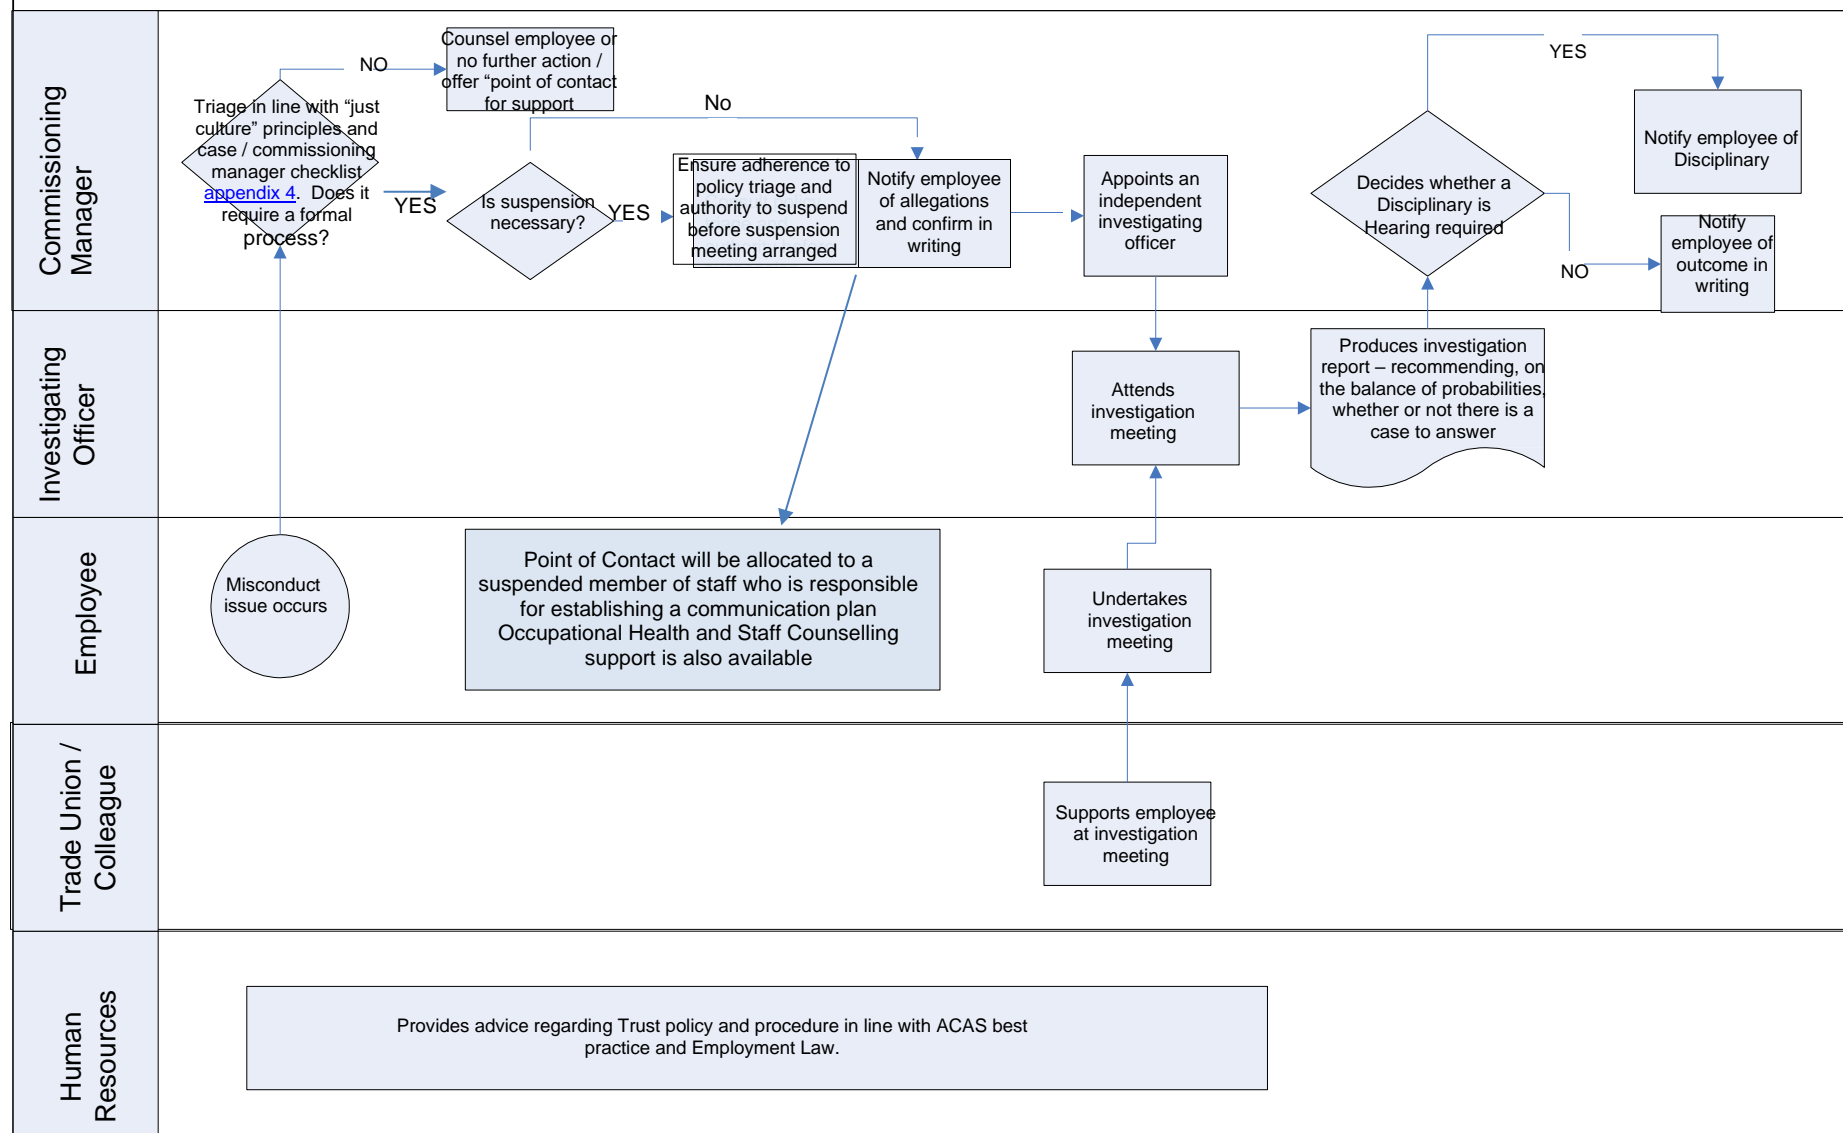 Commissioning
Manager
Triage in line with “just
culture” principles and
case / commissioning
manager checklist
appendix 4. Does it
require a formal
process?
NO
Counsel employee or
no further action /
offer “point of contact
for support
YES
Is suspension
necessary?
No
YES
Ensure adherence to
policy triage and
authority to suspend
before suspension
meeting arranged
Notify employee
of allegations
and confirm in
writing
Appoints an
independent
investigating
officer
Decides whether a
Disciplinary is
Hearing required
YES
Notify employee of
Disciplinary
NO
Notify
employee of
outcome in
writing
Investigating
Officer
Attends
investigation
meeting
Produces investigation
report – recommending, on
the balance of probabilities,
whether or not there is a
case to answer
Employee
Misconduct
issue occurs
Point of Contact will be allocated to a
suspended member of staff who is responsible
for establishing a communication plan
Occupational Health and Staff Counselling
support is also available
Undertakes
investigation
meeting
Trade Union /
Colleague
Supports employee
at investigation
meeting
Human
Resources
Provides advice regarding Trust policy and procedure in line with ACAS best
practice and Employment Law.